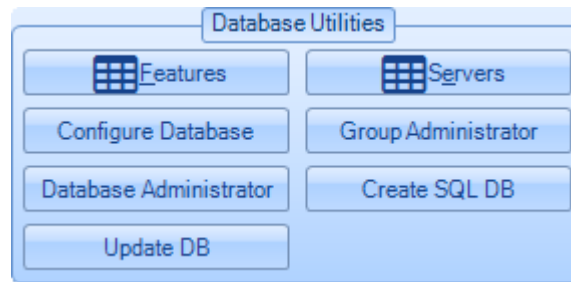 Database Utilities
Features Servers
Configure Database Group Administrator
Database Administrator Create SQL DB
Update DB